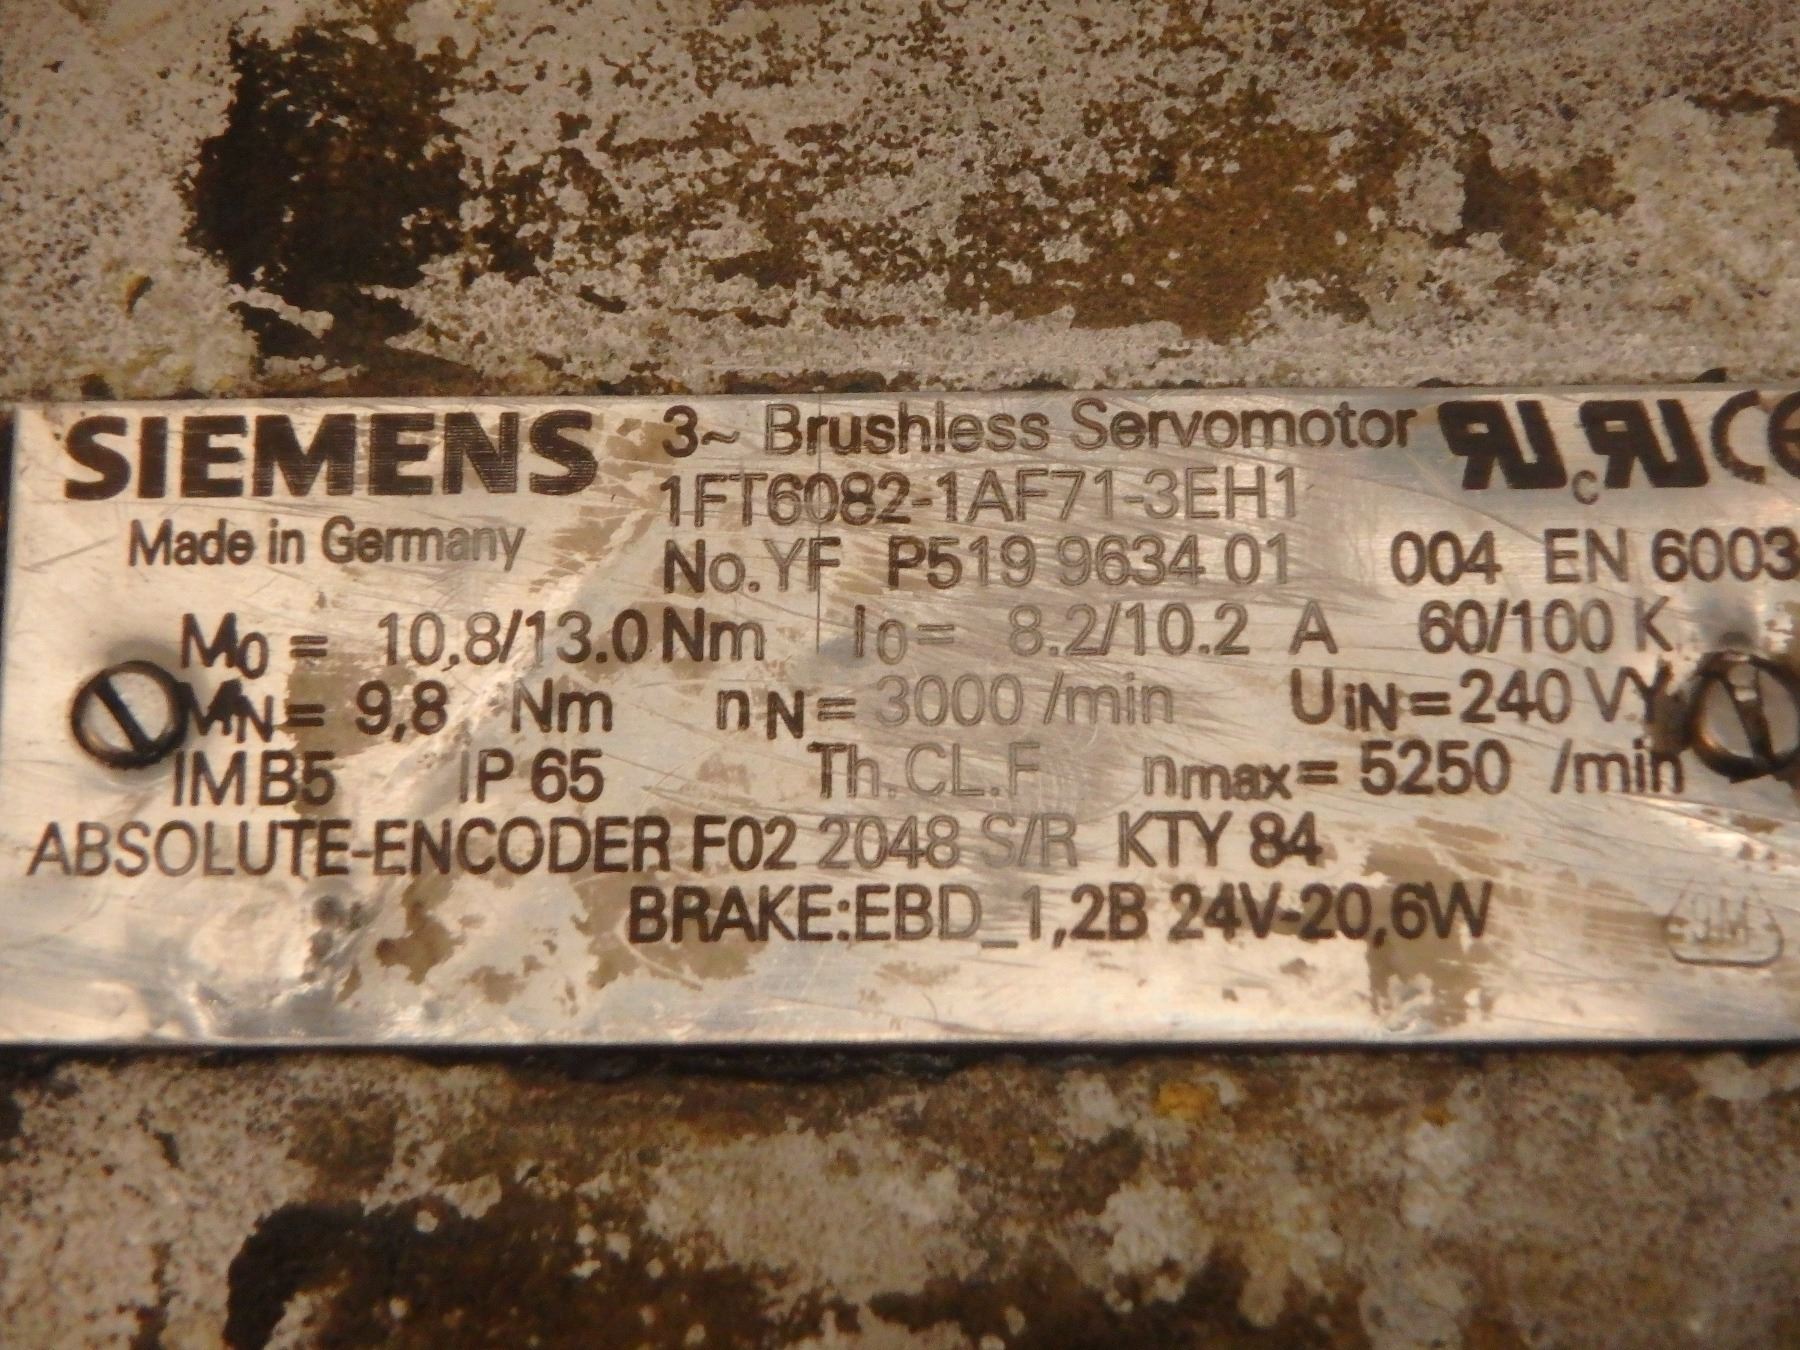 SIEMENS 3~ Brushless Servomotor
1FT6082-1AF71-3EH1
Made in Germany
No.YF P519 9634 01 004 EN 6003
M0 = 10,8/13.0 Nm I0 = 8.2/10.2 A 60/100 K
MN = 9,8 Nm nN = 3000 /min UiN = 240 VY
IM B5 IP 65 Th.CL.F nmax = 5250 /min
ABSOLUTE-ENCODER F02 2048 S/R KTY 84
BRAKE:EBD_1,2B 24V-20,6W